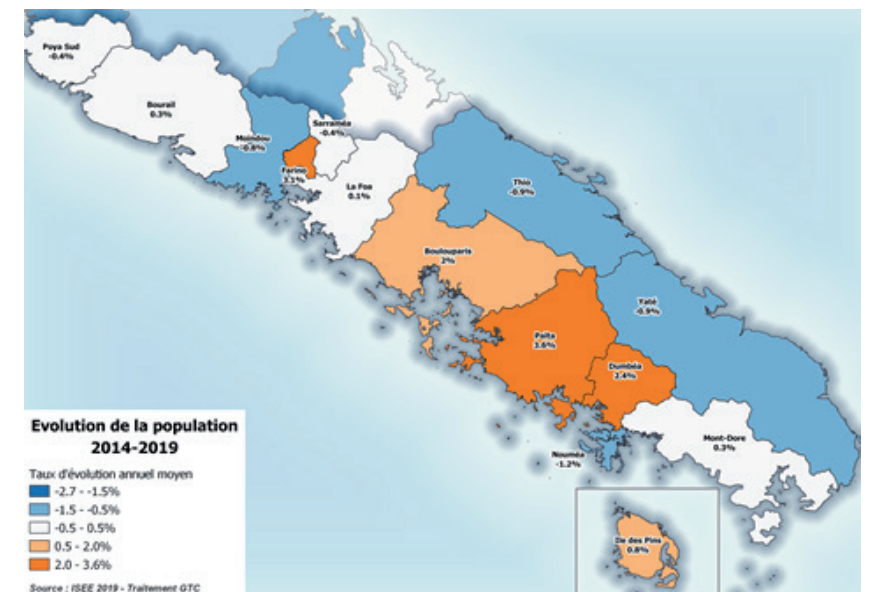 Poya Sud
-0.4%
Bourail
0.3%
Moindou
-0.8%
Sarraméa
-0.4%
Farino
3.1%
La Foa
0.1%
Thio
-0.9%
Boulouparis
2%
Yaté
-0.9%
Païta
3.6%
Dumbéa
2.4%
Mont-Dore
0.3%
Nouméa
-1.2%
Ile des Pins
0.8%
Evolution de la population
2014-2019
Taux d'évolution annuel moyen
-2.7 - -1.5%
-1.5 - -0.5%
-0.5 - 0.5%
0.5 - 2.0%
2.0 - 3.6%
Source : ISEE 2019 - Traitement GTC